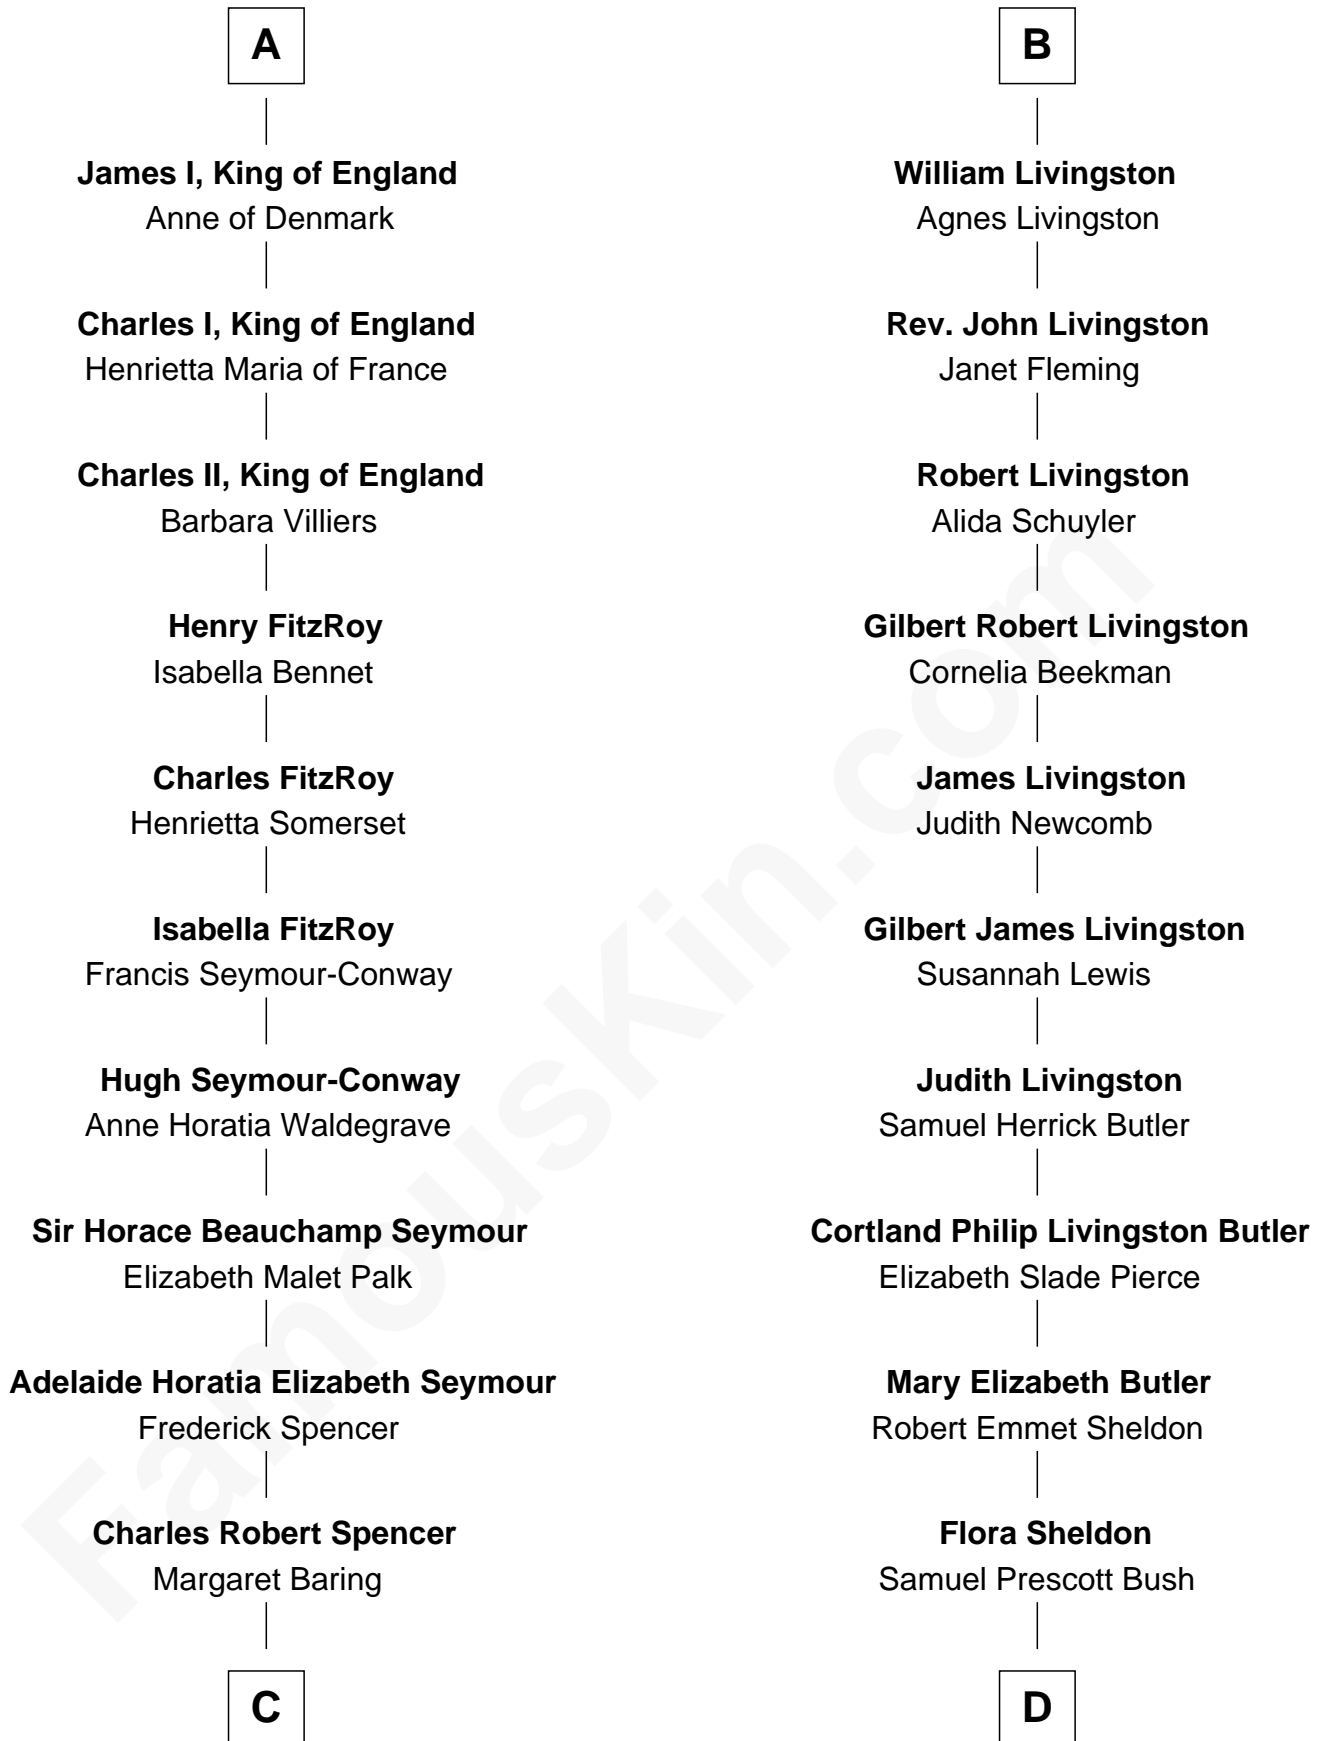 A
James I, King of England
Anne of Denmark
Charles I, King of England
Henrietta Maria of France
Charles II, King of England
Barbara Villiers
Henry FitzRoy
Isabella Bennet
Charles FitzRoy
Henrietta Somerset
Isabella FitzRoy
Francis Seymour-Conway
Hugh Seymour-Conway
Anne Horatia Waldegrave
Sir Horace Beauchamp Seymour
Elizabeth Malet Palk
Adelaide Horatia Elizabeth Seymour
Frederick Spencer
Charles Robert Spencer
Margaret Baring
C
B
William Livingston
Agnes Livingston
Rev. John Livingston
Janet Fleming
Robert Livingston
Alida Schuyler
Gilbert Robert Livingston
Cornelia Beekman
James Livingston
Judith Newcomb
Gilbert James Livingston
Susannah Lewis
Judith Livingston
Samuel Herrick Butler
Cortland Philip Livingston Butler
Elizabeth Slade Pierce
Mary Elizabeth Butler
Robert Emmet Sheldon
Flora Sheldon
Samuel Prescott Bush
D
FamousKin.com